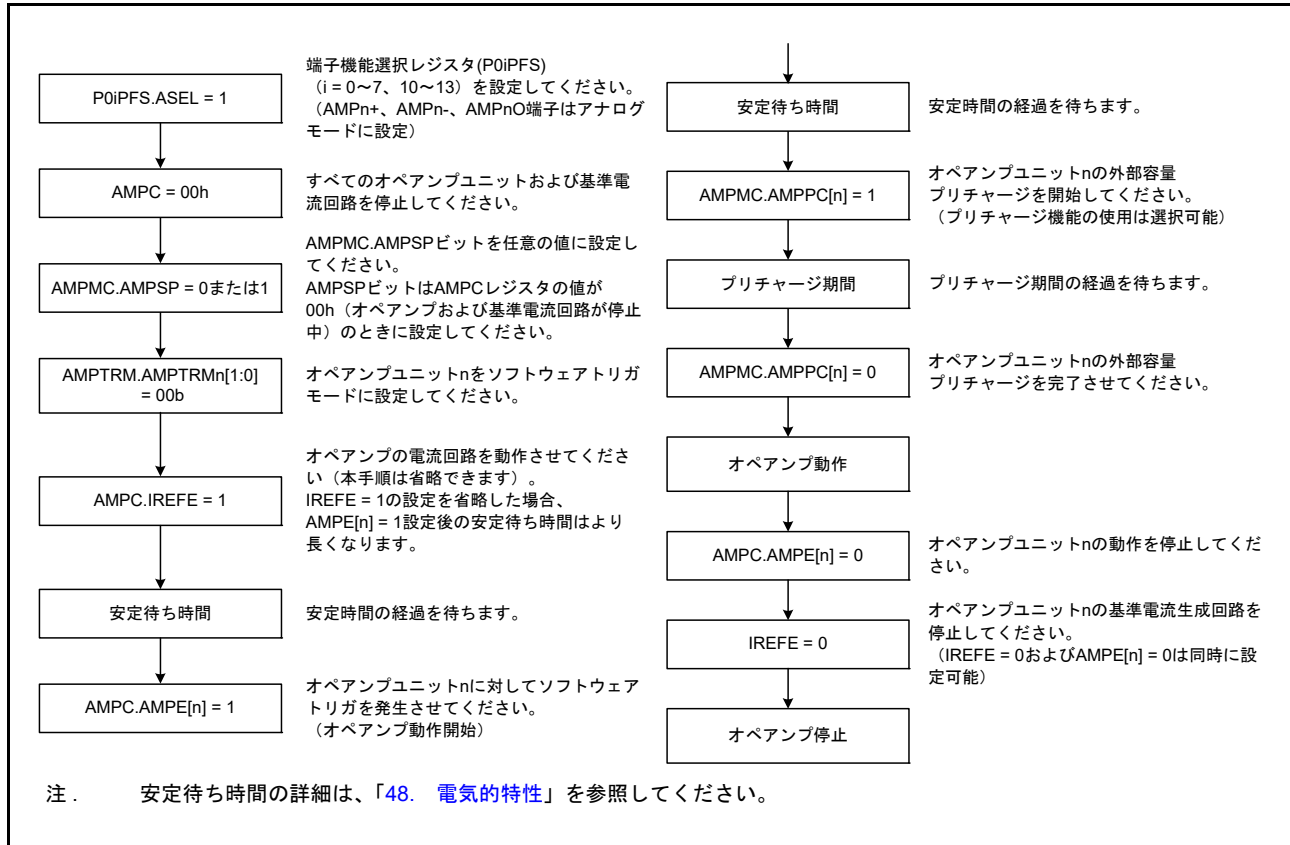 P0iPFS.ASEL = 1
端子機能選択レジスタ(P0iPFS)
（i = 0～7、10～13）を設定してください。
（AMPn+、AMPn-、AMPnO端子はアナログ
モードに設定）
AMPC = 00h
すべてのオペアンプユニットおよび基準電
流回路を停止してください。
AMPMC.AMPSP = 0または1
AMPMC.AMPSPビットを任意の値に設定し
てください。
AMPSPビットはAMPCレジスタの値が
00h（オペアンプおよび基準電流回路が停止
中）のときに設定してください。
AMPTRM.AMPTRMn[1:0]
= 00b
オペアンプユニットnをソフトウェアトリガ
モードに設定してください。
AMPC.IREFE = 1
オペアンプの電流回路を動作させてくださ
い（本手順は省略できます）。
IREFE = 1の設定を省略した場合、
AMPE[n] = 1設定後の安定待ち時間はより
長くなります。
安定待ち時間
安定時間の経過を待ちます。
AMPC.AMPE[n] = 1
オペアンプユニットnに対してソフトウェア
トリガを発生させてください。
（オペアンプ動作開始）
安定待ち時間
安定時間の経過を待ちます。
AMPMC.AMPPC[n] = 1
オペアンプユニットnの外部容量
プリチャージを開始してください。
（プリチャージ機能の使用は選択可能）
プリチャージ期間
プリチャージ期間の経過を待ちます。
AMPMC.AMPPC[n] = 0
オペアンプユニットnの外部容量
プリチャージを完了させてください。
オペアンプ動作
AMPC.AMPE[n] = 0
オペアンプユニットnの動作を停止してくだ
さい。
IREFE = 0
オペアンプユニットnの基準電流生成回路を
停止してください。
（IREFE = 0およびAMPE[n] = 0は同時に設
定可能）
オペアンプ停止
注 . 安定待ち時間の詳細は、「48. 電気的特性」を参照してください。